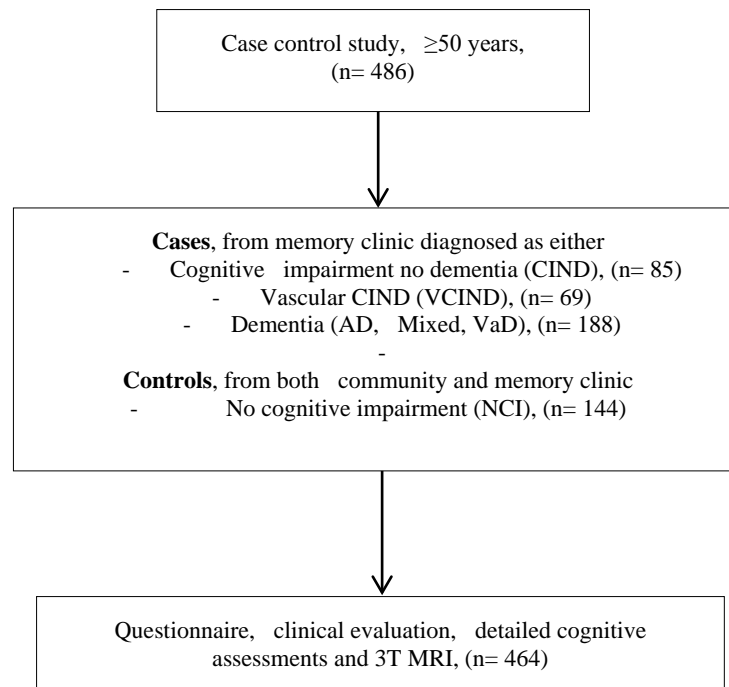 Case control study, ≥50 years,
(n= 486)
Cases, from memory clinic diagnosed as either
- Cognitive impairment no dementia (CIND), (n= 85)
- Vascular CIND (VCIND), (n= 69)
- Dementia (AD, Mixed, VaD), (n= 188)
-
Controls, from both community and memory clinic
- No cognitive impairment (NCI), (n= 144)
Questionnaire, clinical evaluation, detailed cognitive
assessments and 3T MRI, (n= 464)